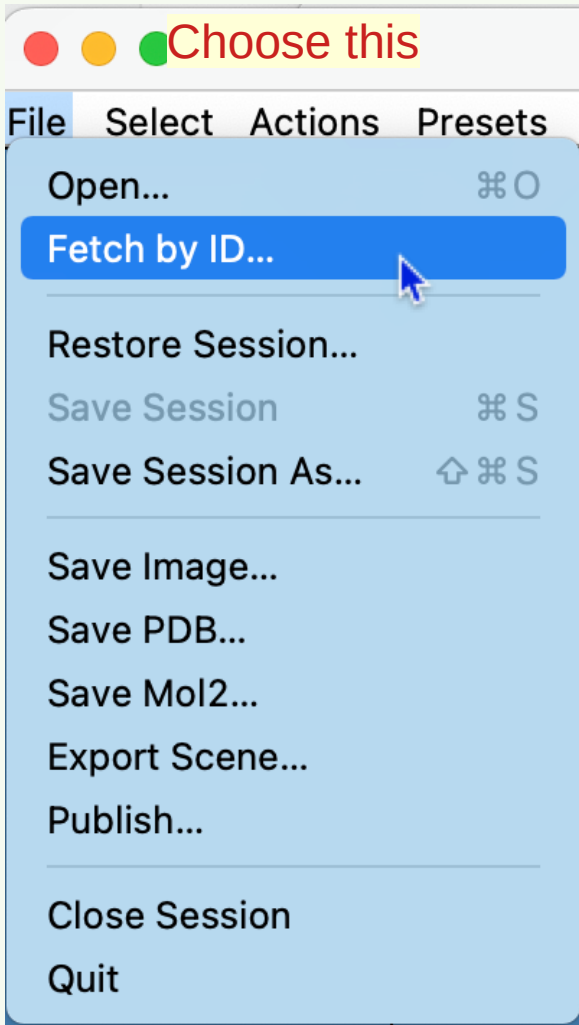 Choose this
File Select Actions Presets
Open... ⌘O
Fetch by ID...
Restore Session...
Save Session ⌘S
Save Session As... ⇧⌘S
Save Image...
Save PDB...
Save Mol2...
Export Scene...
Publish...
Close Session
Quit